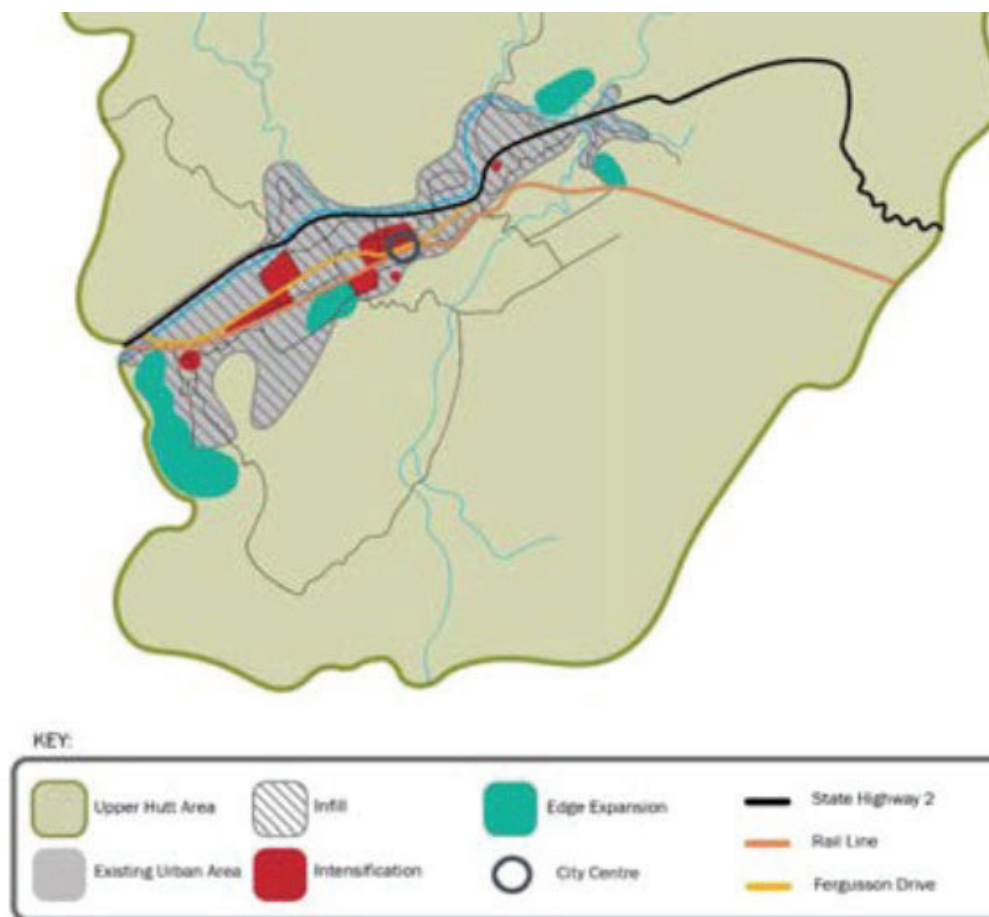 KEY:
Upper Hutt Area
Infill
Edge Expansion
State Highway 2
Existing Urban Area
Intensification
City Centre
Rail Line
Fergusson Drive